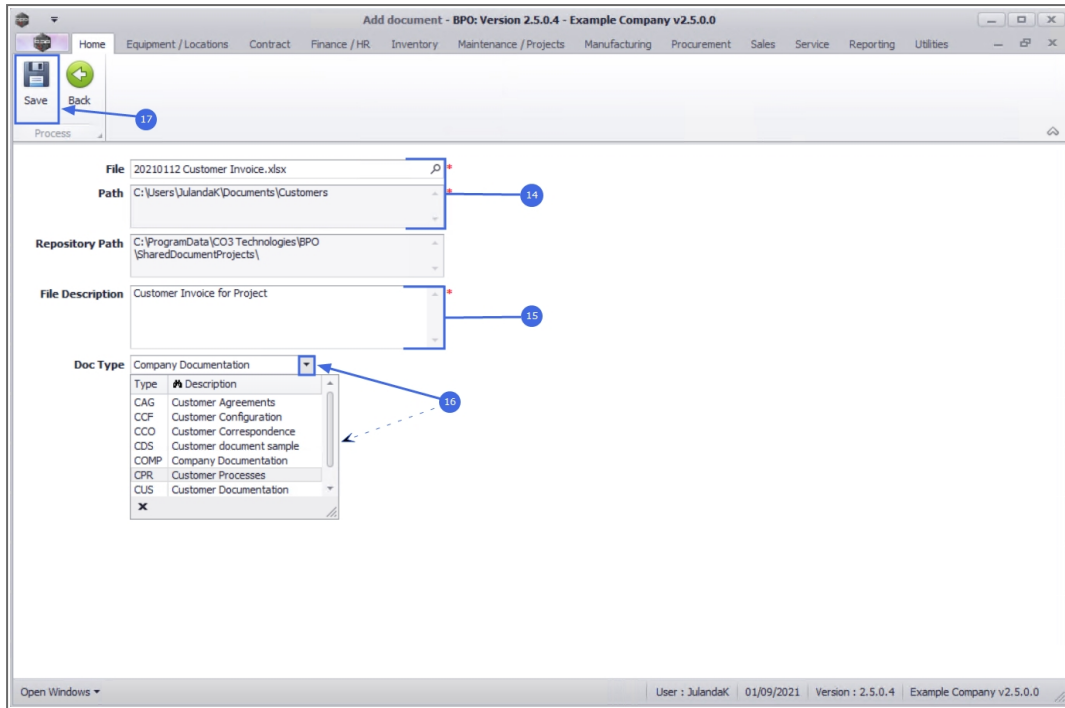 Add document - BPO: Version 2.5.0.4 - Example Company v2.5.0.0
Home Equipment / Locations Contract Finance / HR Inventory Maintenance / Projects Manufacturing Procurement Sales Service Reporting Utilities
Save Back
17
Process
File 20210112 Customer Invoice.xlsx *
Path C:\Users\JulandaK\Documents\Customers *
14
Repository Path C:\ProgramData\CO3 Technologies\BPO
\SharedDocumentProjects\
File Description Customer Invoice for Project *
15
Doc Type Company Documentation
Type Description
CAG Customer Agreements
16
CCF Customer Configuration
CCO Customer Correspondence
CDS Customer document sample
COMP Company Documentation
CPR Customer Processes
CUS Customer Documentation
Open Windows User : JulandaK 01/09/2021 Version : 2.5.0.4 Example Company v2.5.0.0